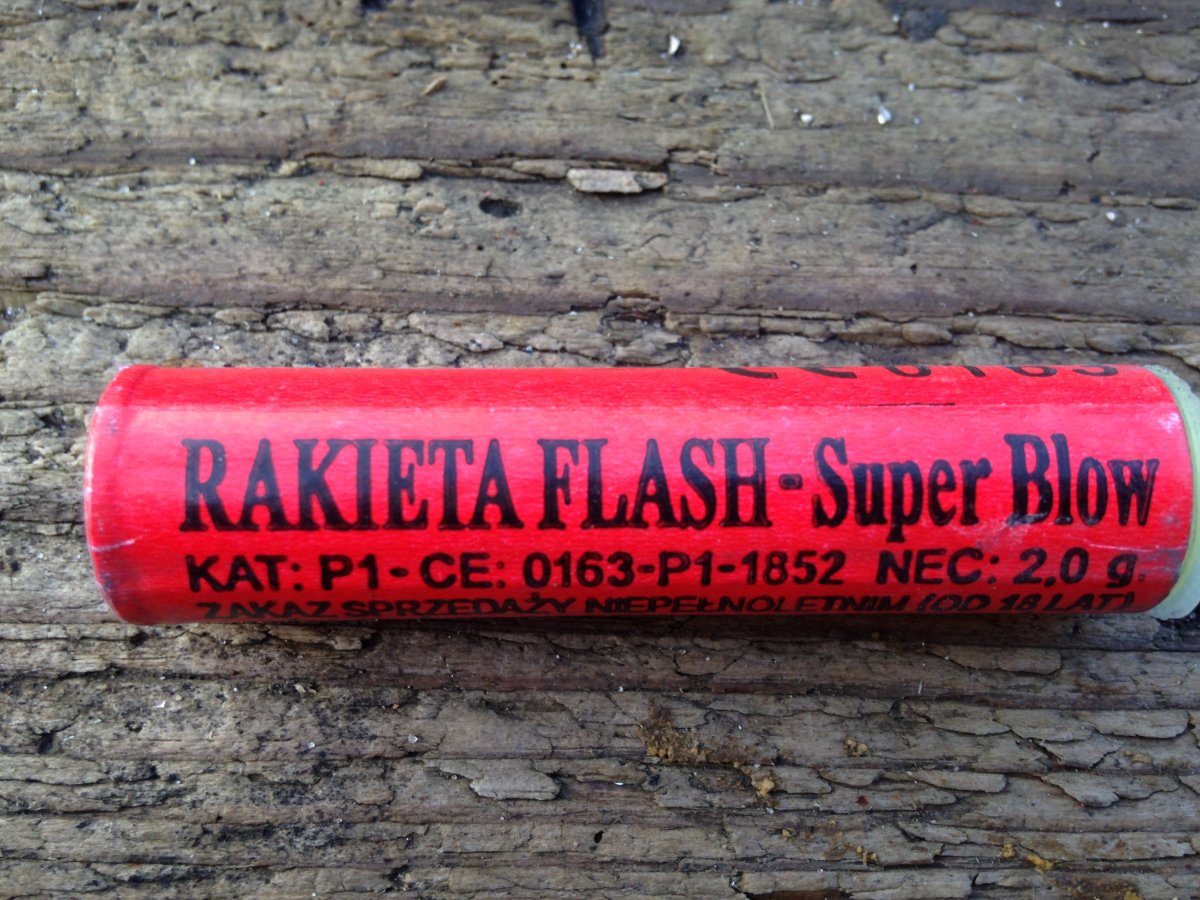 RAKIETA FLASH - Super Blow
KAT: P1 - CE: 0163-P1-1852 NEC: 2,0 g.
ZAKAZ SPRZEDAŻY NIEPEŁNOLETNIM (OD 18 LAT)